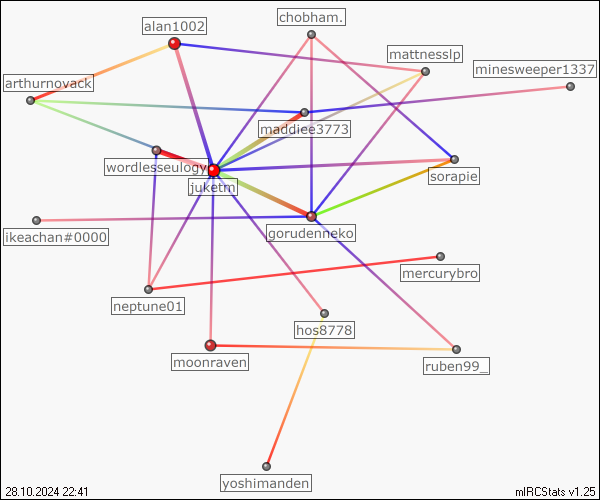 chobham.
alan1002
mattnesslp
minesweeper1337
arthurnovack
maddiee3773
wordlesseulogy
sorapie
juketm
gorudenneko
ikeachan#0000
mercurybro
neptune01
hos8778
moonraven
ruben99_
yoshimanden
28.10.2024 22:41
mIRCStats v1.25